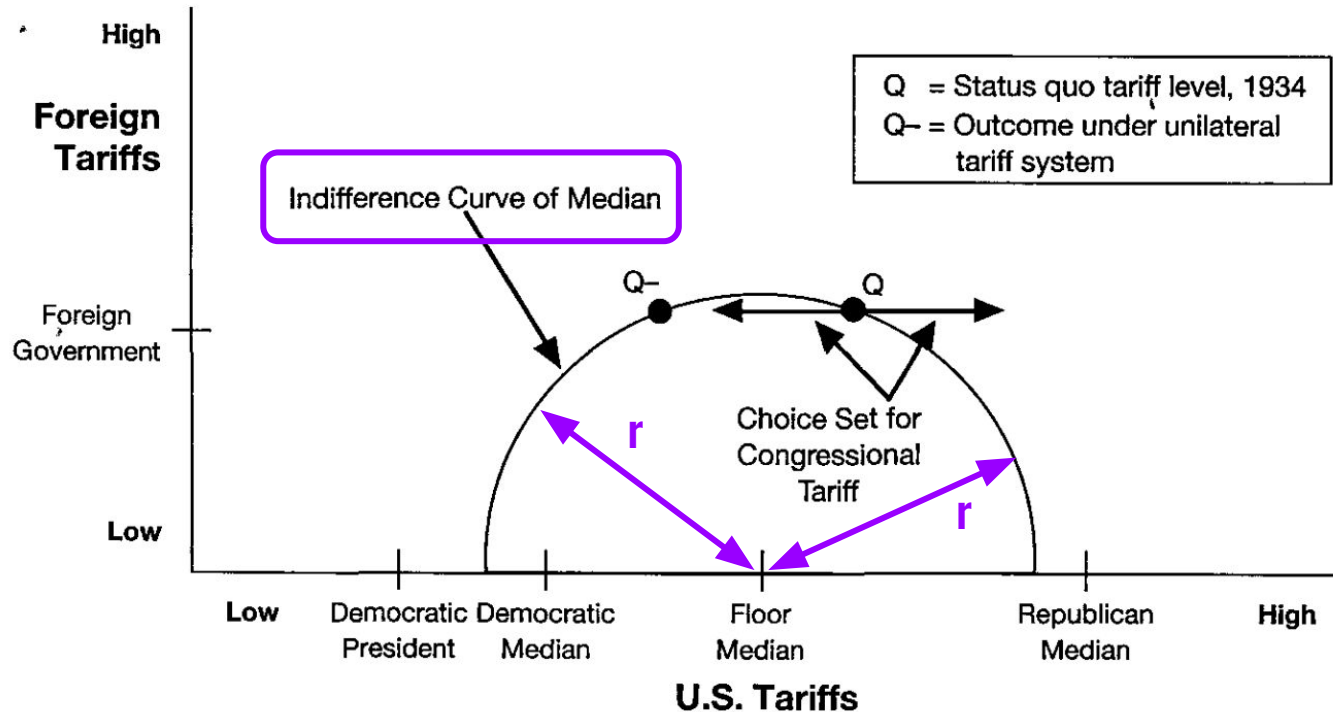 High
Foreign
Tariffs
Q = Status quo tariff level, 1934
Q– = Outcome under unilateral
tariff system
Indifference Curve of Median
Q–
Q
Foreign
Government
Choice Set for
Congressional
Tariff
r
r
Low
Low
Democratic
President
Democratic
Median
Floor
Median
Republican
Median
High
U.S. Tariffs